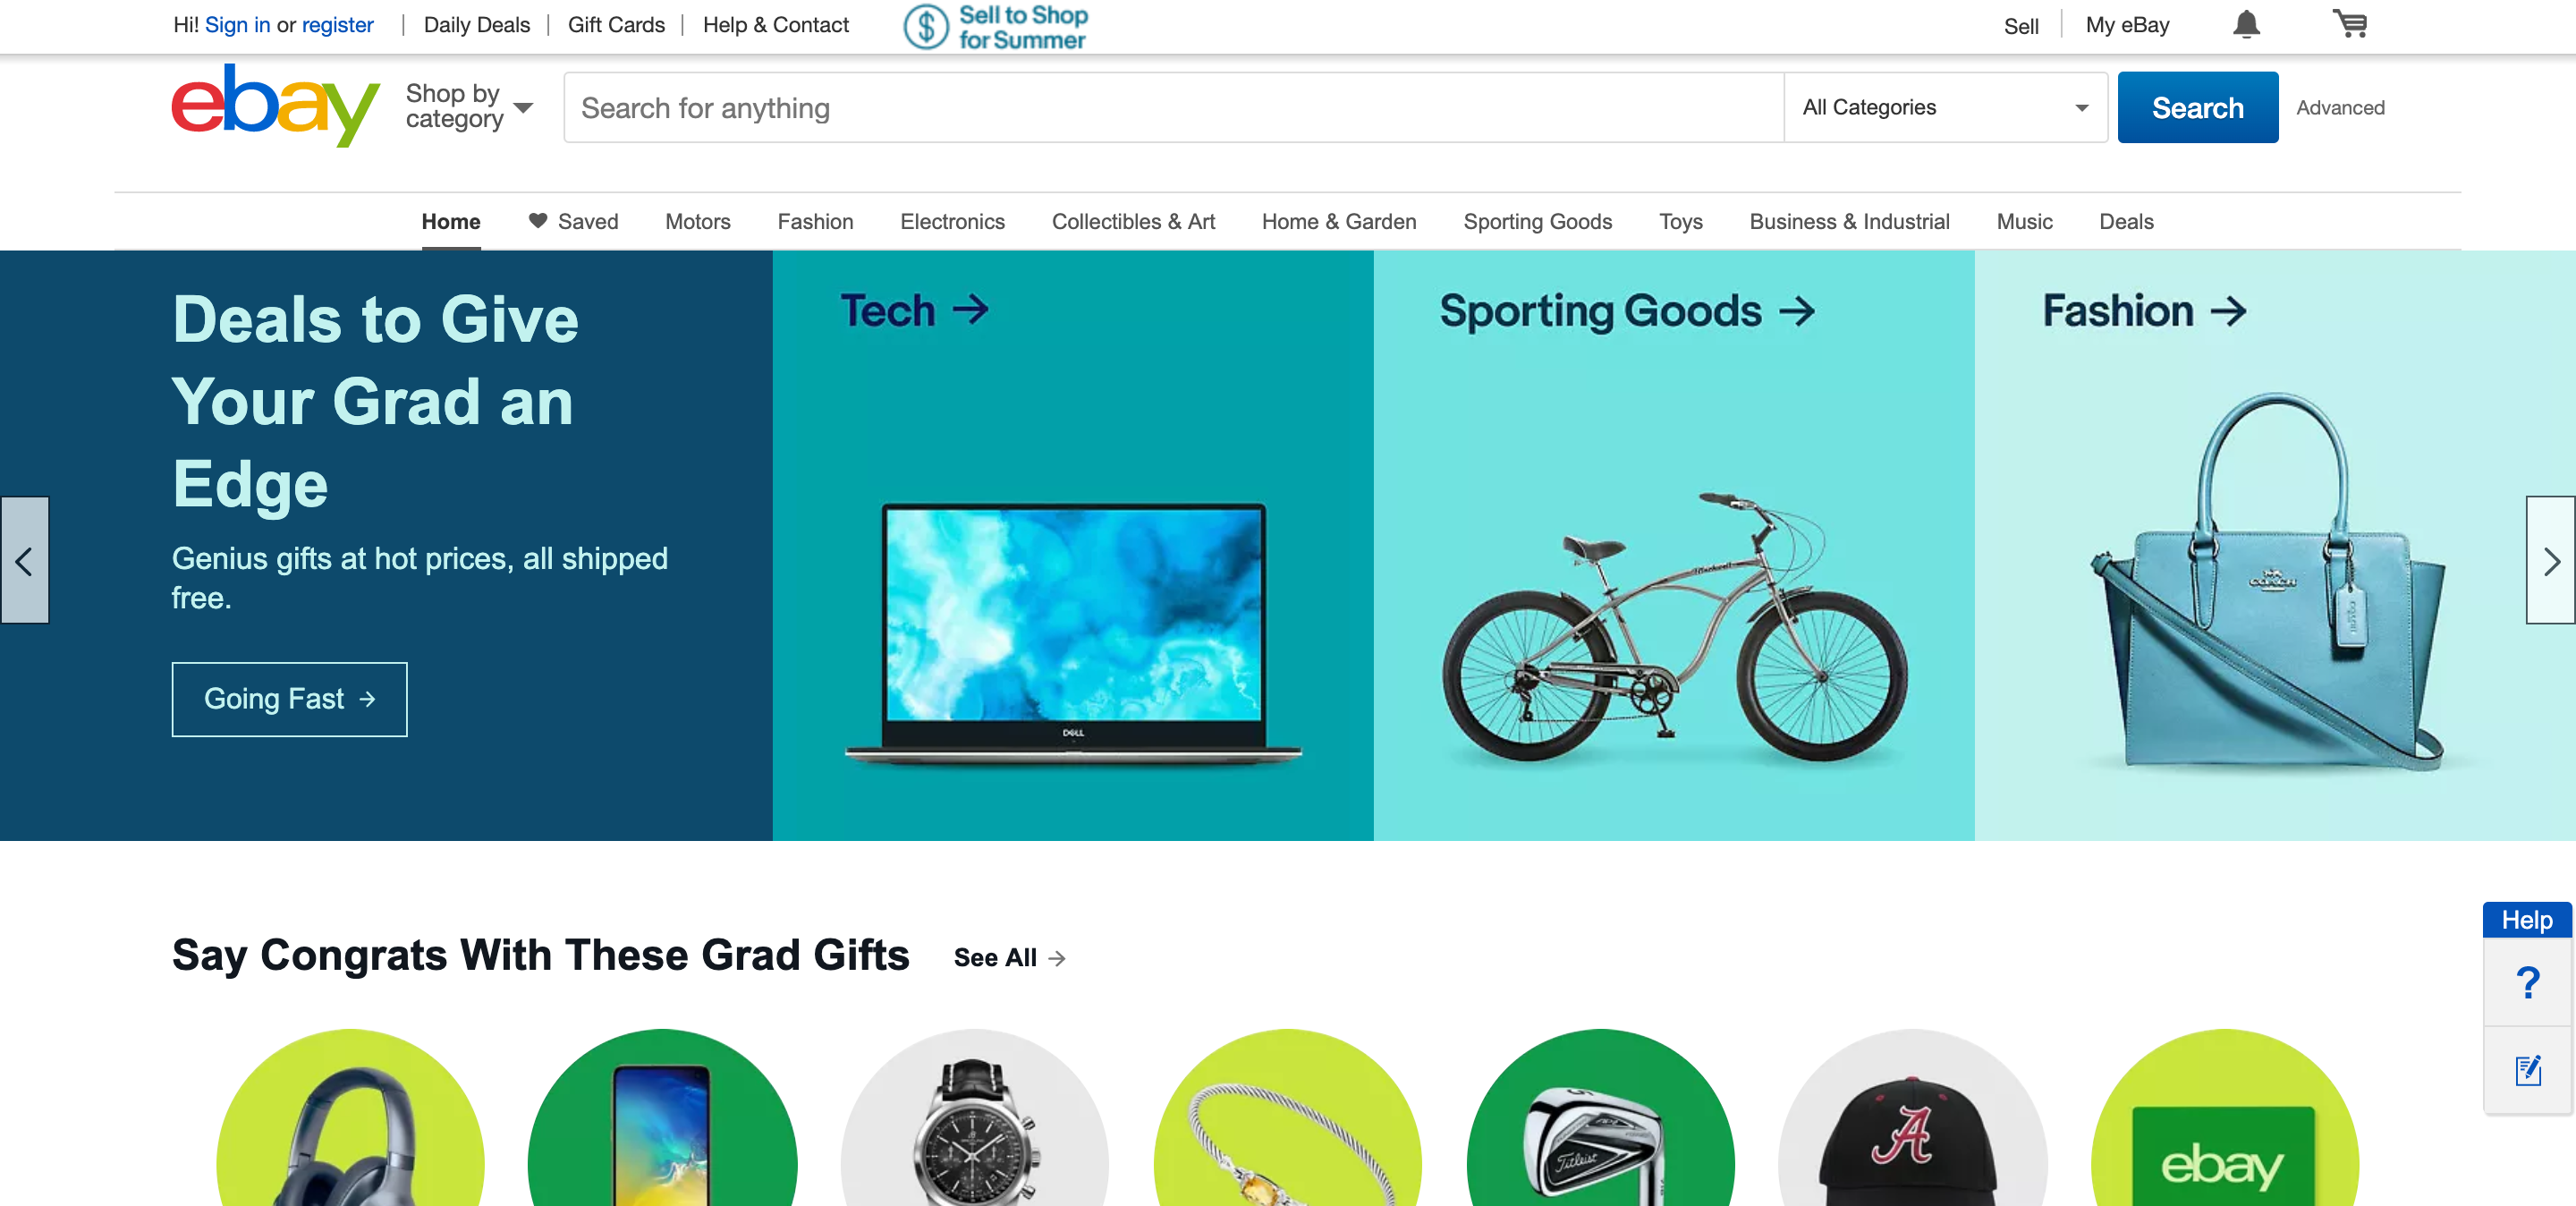 Hi! Sign in or register | Daily Deals | Gift Cards | Help & Contact
Sell to Shop
for Summer
Sell | My eBay
ebay
Shop by
category
Search for anything
All Categories
Search
Advanced
Home
Saved
Motors
Fashion
Electronics
Collectibles & Art
Home & Garden
Sporting Goods
Toys
Business & Industrial
Music
Deals
Deals to Give
Your Grad an
Edge
Genius gifts at hot prices, all shipped
free.
Going Fast →
Tech →
DELL
Sporting Goods →
Fashion →
COACH
Say Congrats With These Grad Gifts
See All →
Help
?
Titleist
A
ebay